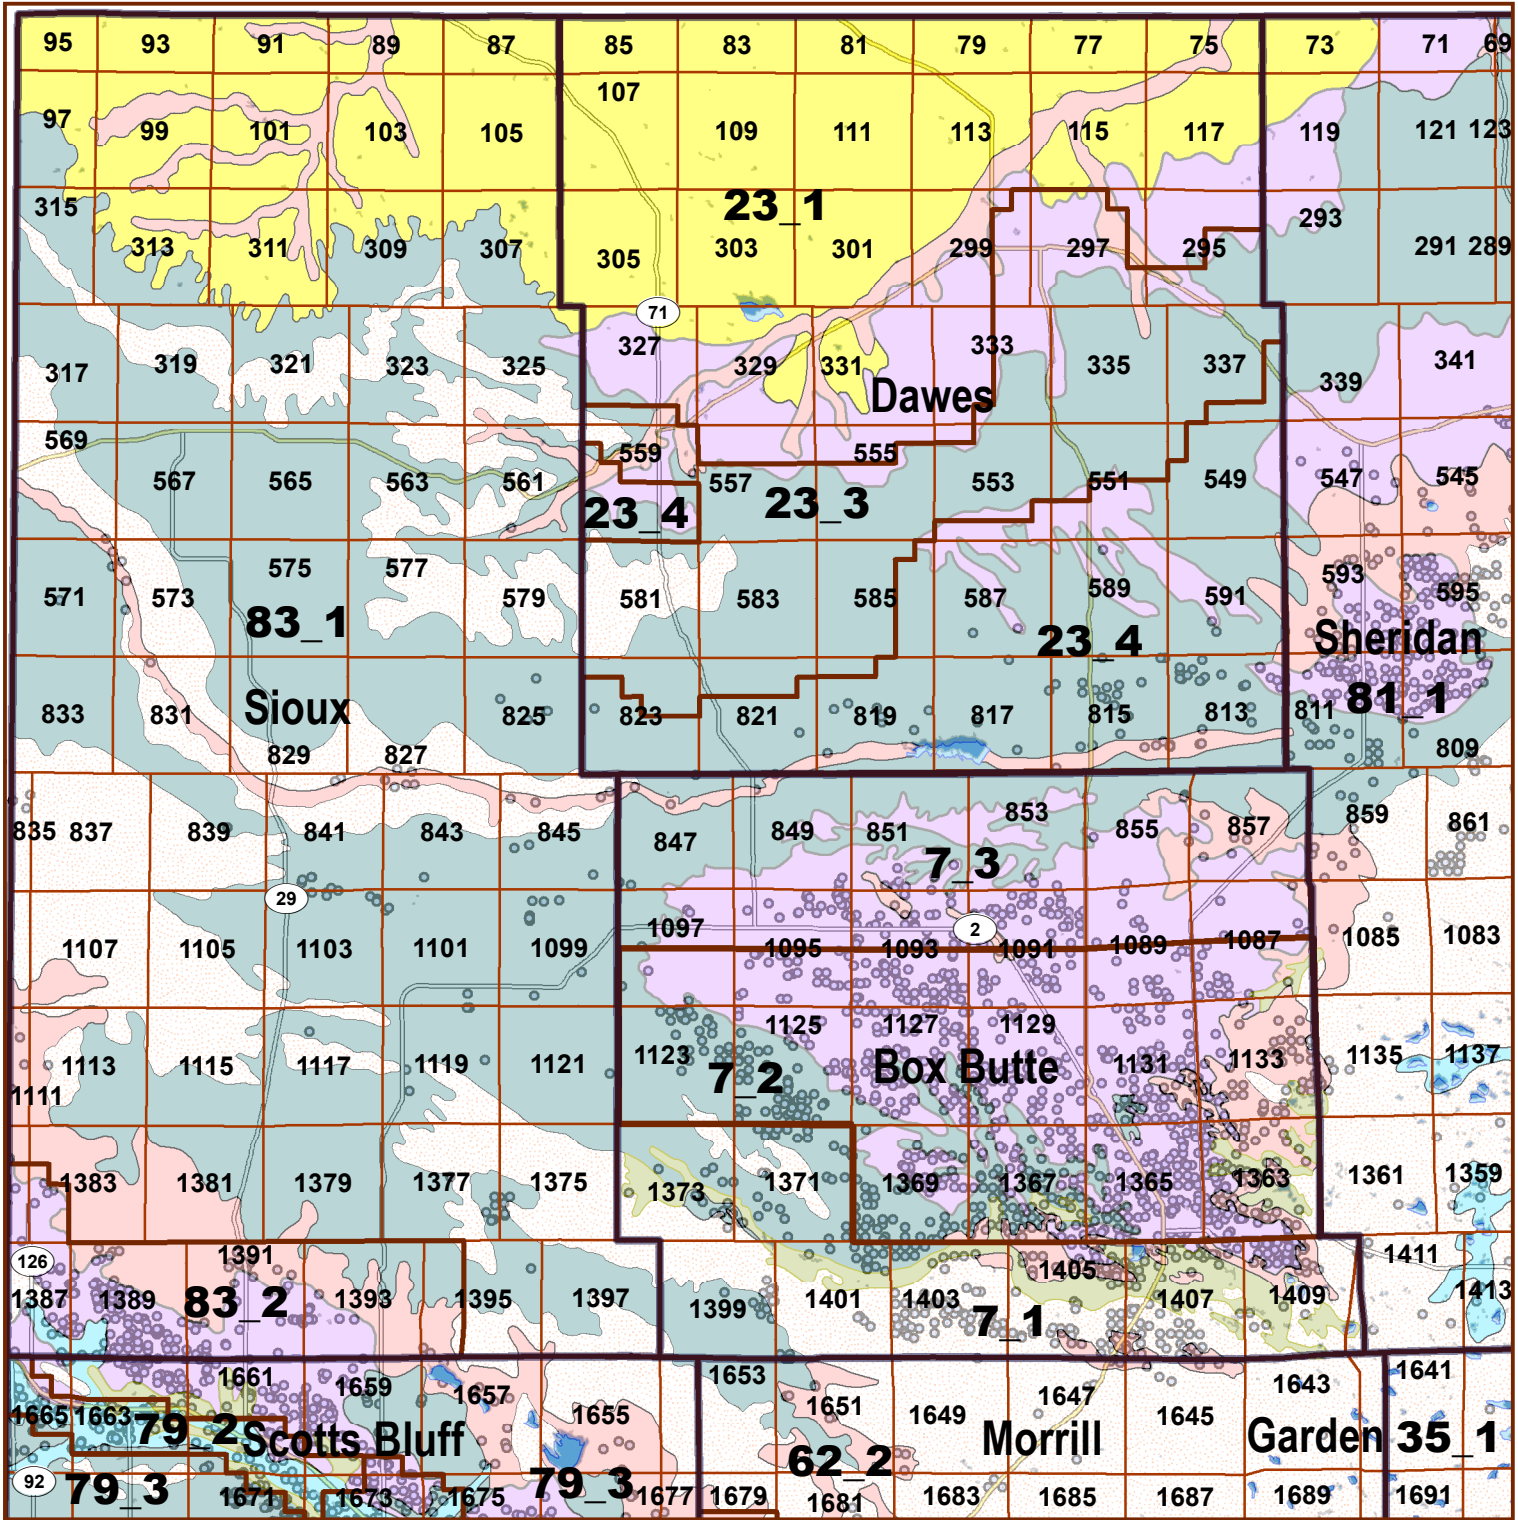 95 93 91 89 87 85 83 81 79 77 75 73 71 69
107
97 99 101 103 105 109 111 113 115 117 119 121 123
315 23_1 293
313 311 309 307 305 303 301 299 297 295 291 289
71
327 333
317 319 321 323 325 329 331 335 337 339 341
Dawes
569 559 555
567 565 563 561 557 553 551 549 547 545
23_4 23_3
575 577 593
571 573 579 581 583 585 587 589 591 595
83_1 23_4 Sheridan
Sioux 81_1
833 831 825 823 821 819 817 815 813 811
829 827 809
853 859
835 837 839 841 843 845 847 849 851 855 857 861
7_3
29
1097 2
1107 1105 1103 1101 1099 1095 1093 1091 1089 1087 1085 1083
1125 1127 1129
1113 1115 1117 1119 1121 1123 1131 1133 1135 1137
7_2 Box Butte
1111
1383 1381 1379 1377 1375 1373 1371 1369 1367 1365 1363 1361 1359
126 1391 1405 1411
1387 1389 83_2 1393 1395 1397 1399 1401 1403 1407 1409 1413
7_1
1661 1659 1657 1653 1651 1647 1643 1641
1665 1663 1655 1649 1645
79_2 Scotts Bluff Morrill Garden 35_1
62_2
92 79_3 79_3
1671 1673 1675 1677 1679 1681 1683 1685 1687 1689 1691